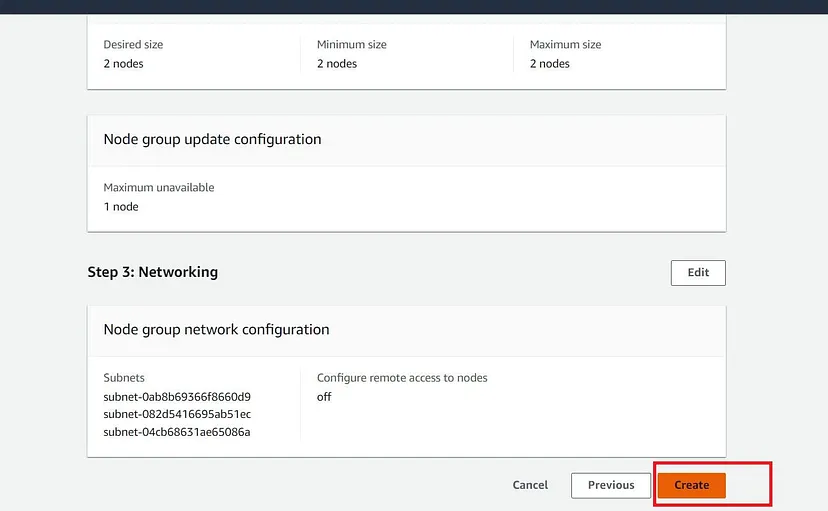 Desired size
Minimum size
Maximum size
2 nodes
2 nodes
2 nodes
Node group update configuration
Maximum unavailable
1 node
Step 3: Networking
Edit
Node group network configuration
Subnets
Configure remote access to nodes
subnet-0ab8b69366f8660d9
off
subnet-082d5416695ab51ec
subnet-04cb68631ae65086a
Cancel
Previous
Create